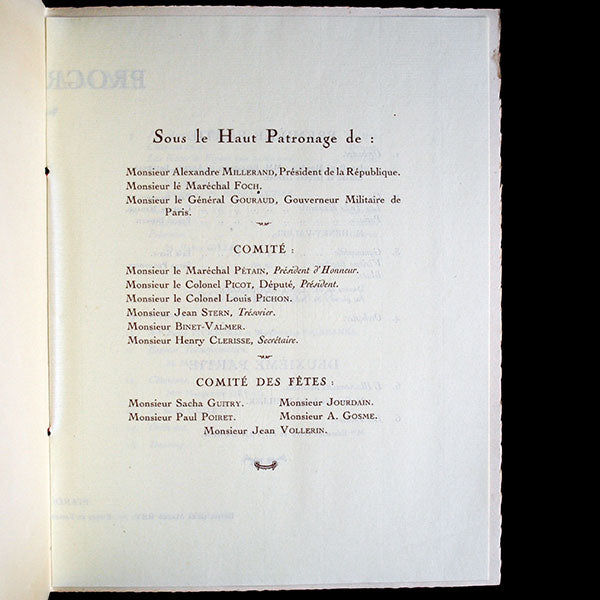 Sous le Haut Patronage de :
Monsieur Alexandre MILLERAND, Président de la République.
Monsieur lé Maréchal FOCH.
Monsieur le Général GOURAUD, Gouverneur Militaire de
Paris.
COMITÉ :
Monsieur le Maréchal PÉTAIN, Président d'Honneur.
Monsieur le Colonel PICOT, Député, Président.
Monsieur le Colonel Louis PICHON.
Monsieur Jean STERN, Trésorier.
Monsieur BINET-VALMER.
Monsieur Henry CLERISSE, Secrétaire.
COMITÉ DES FÊTES :
Monsieur Sacha GUITRY. Monsieur JOURDAIN.
Monsieur Paul POIRET. Monsieur A. GOSME.
Monsieur Jean VOLLERIN.